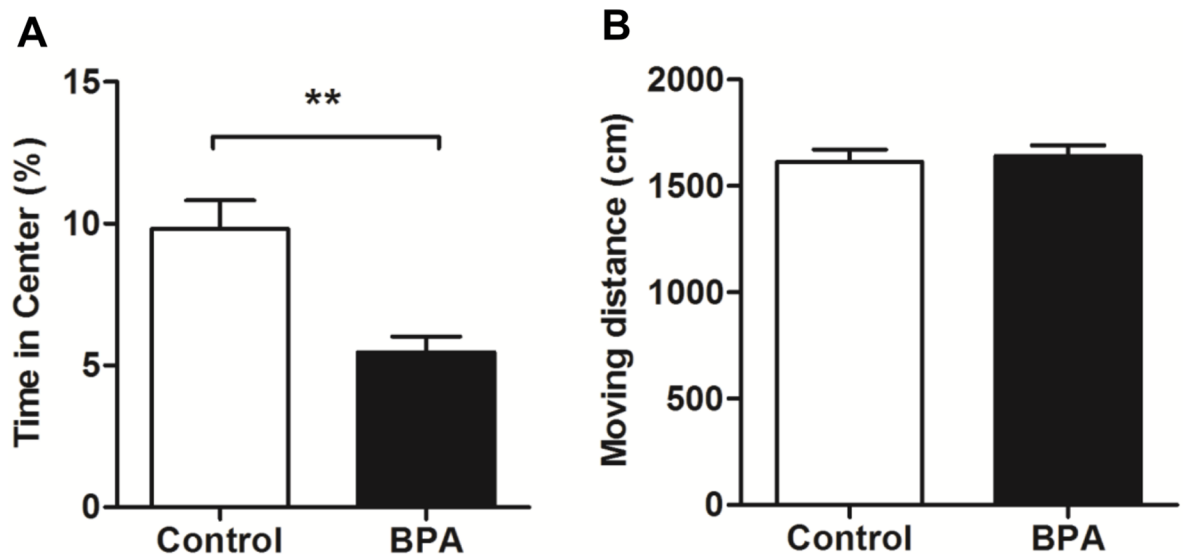 A
Time in Center (%)
15
10
5
0
**
Control
BPA
B
Moving distance (cm)
2000
1500
1000
500
0
Control
BPA